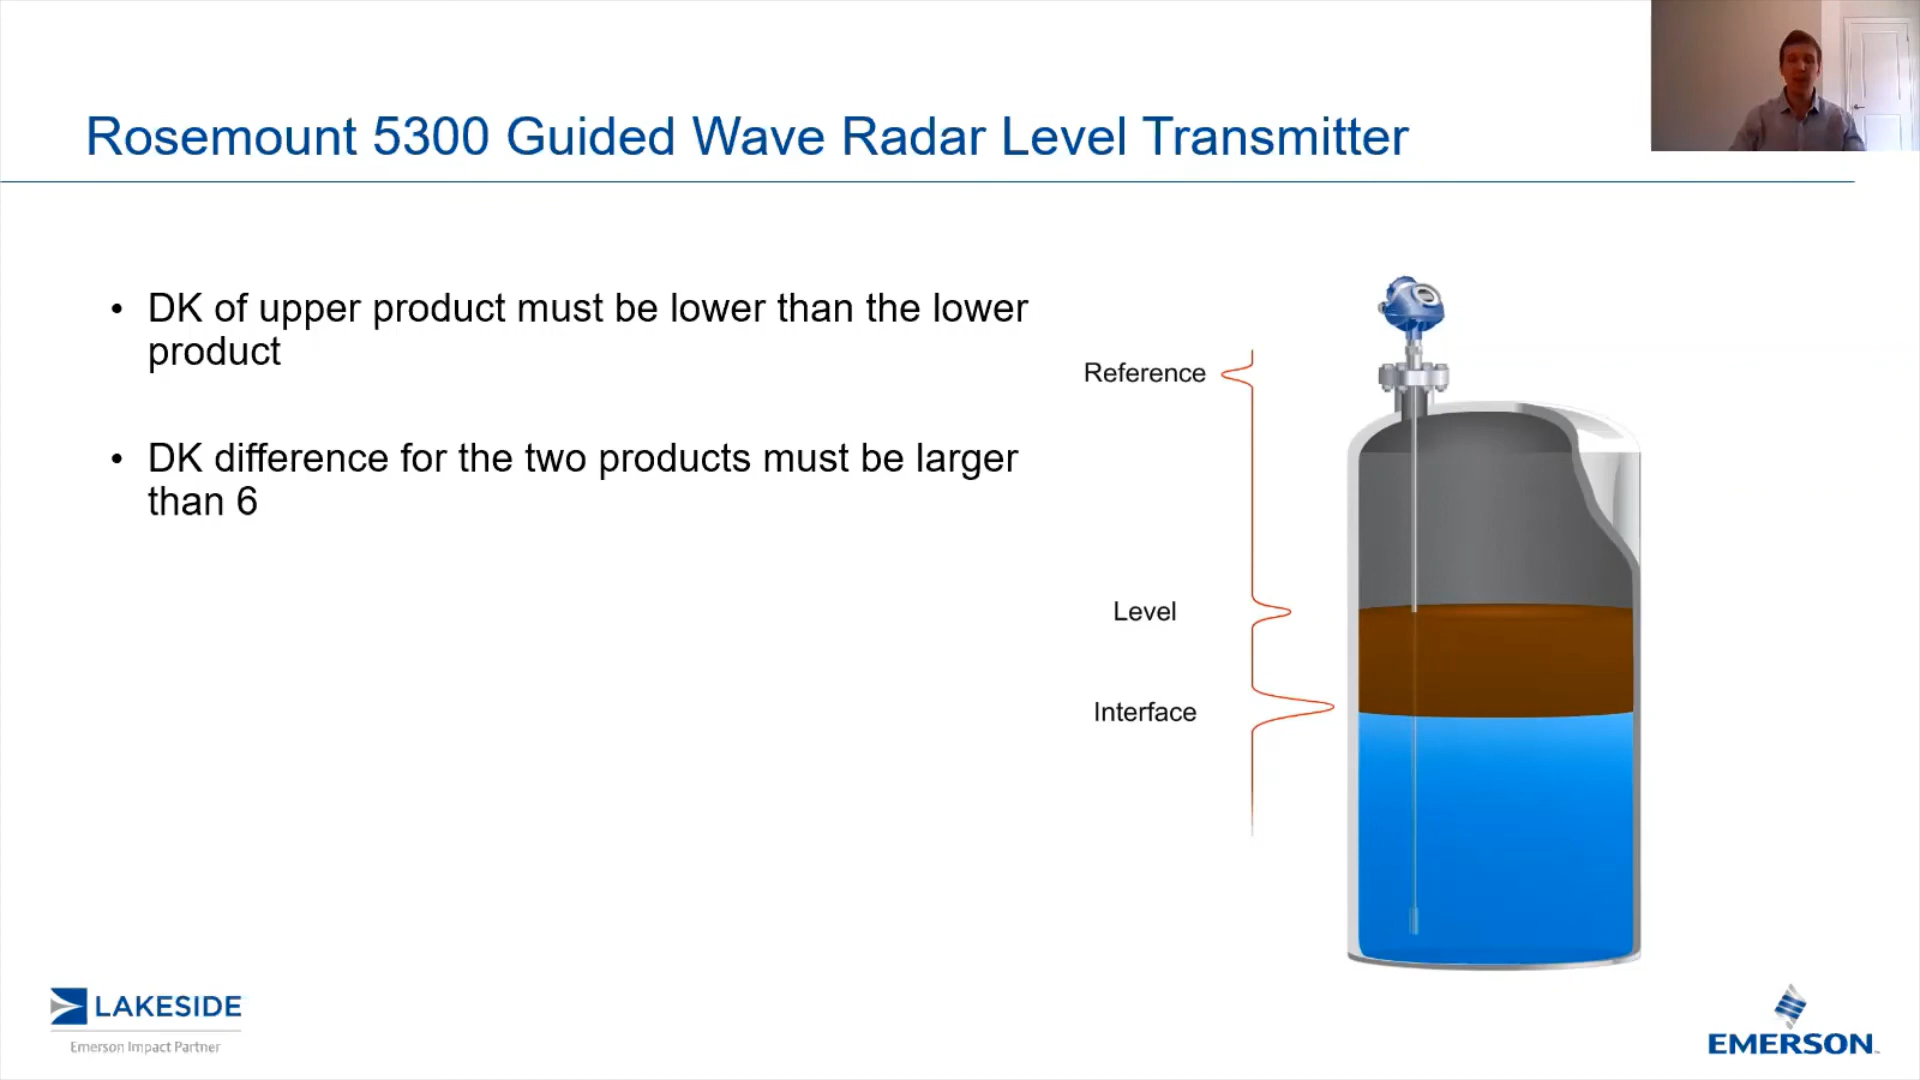 Rosemount 5300 Guided Wave Radar Level Transmitter
• DK of upper product must be lower than the lower
product
• DK difference for the two products must be larger
than 6
Reference
Level
Interface
LAKESIDE
Emerson Impact Partner
EMERSON